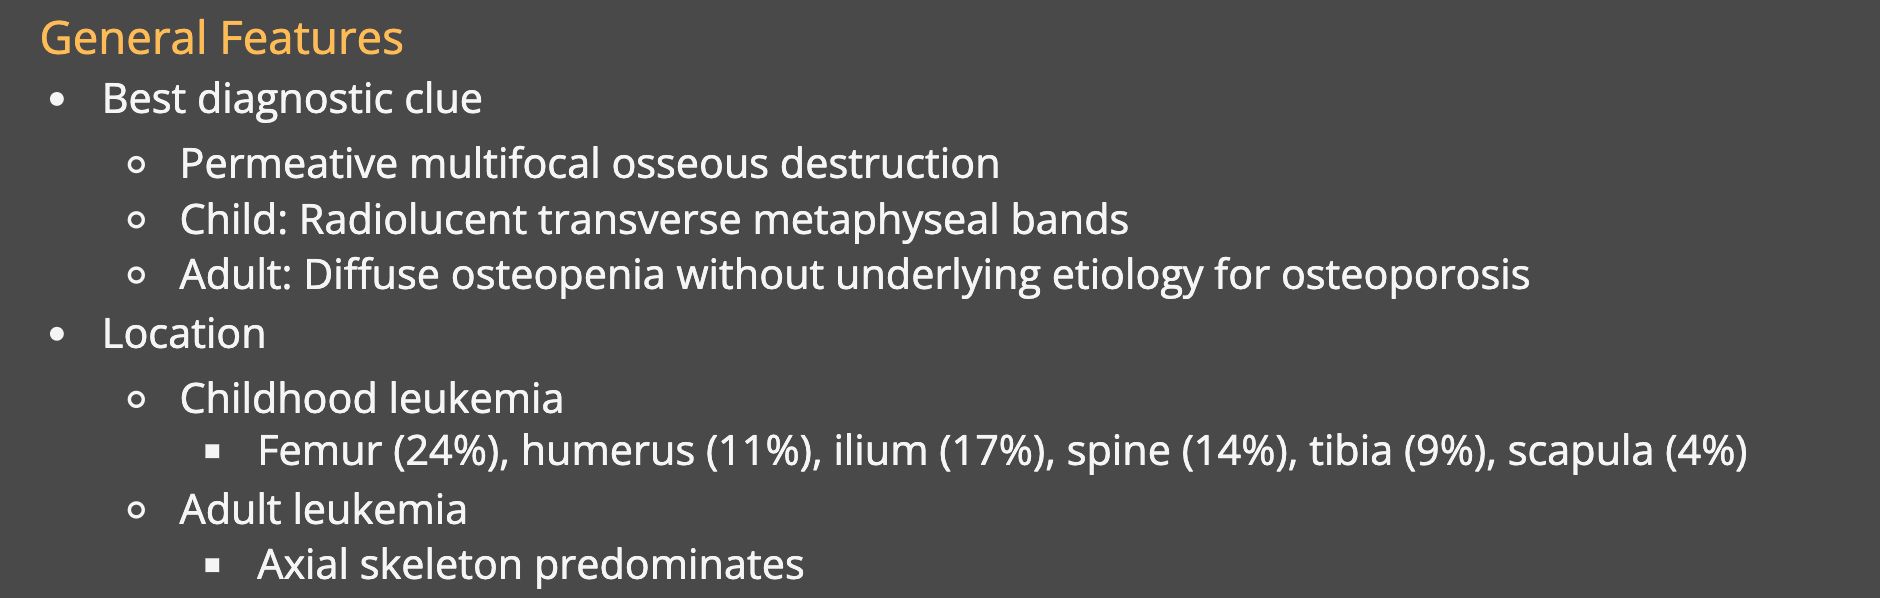 General Features
• Best diagnostic clue
◦ Permeative multifocal osseous destruction
◦ Child: Radiolucent transverse metaphyseal bands
◦ Adult: Diffuse osteopenia without underlying etiology for osteoporosis
• Location
◦ Childhood leukemia
▪ Femur (24%), humerus (11%), ilium (17%), spine (14%), tibia (9%), scapula (4%)
◦ Adult leukemia
▪ Axial skeleton predominates